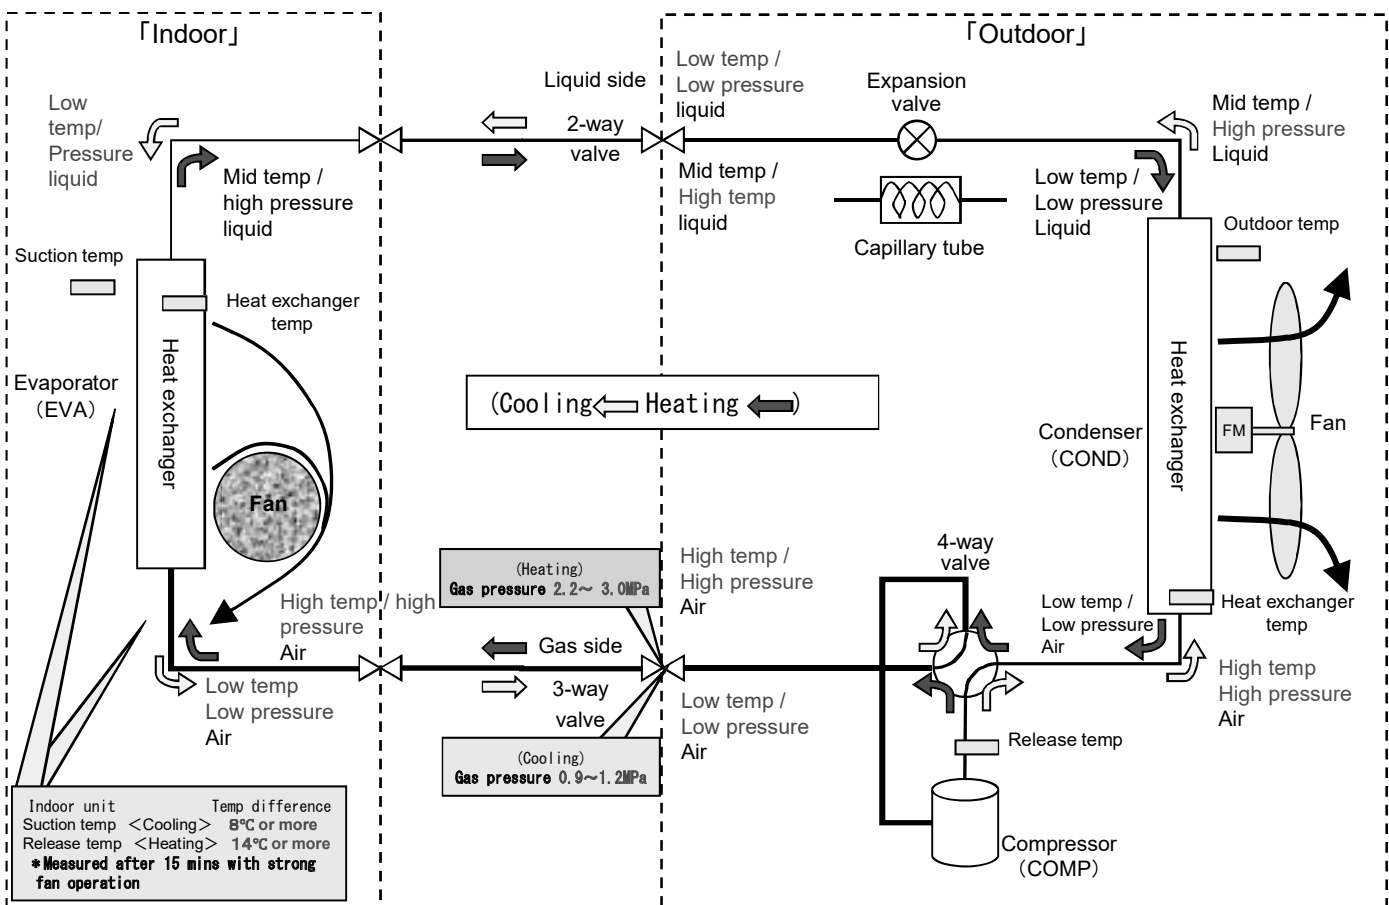 「Indoor」
「Outdoor」
Low
temp/
Pressure
liquid
Mid temp /
high pressure
liquid
Liquid side
2-way
valve
Low temp /
Low pressure
liquid
Mid temp /
High temp
liquid
Expansion
valve
Capillary tube
Mid temp /
High pressure
Liquid
Low temp /
Low pressure
Liquid
Outdoor temp
Suction temp
Heat exchanger
temp
Heat exchanger
Evaporator
（EVA）
Fan
(Cooling⇦ Heating ⬅)
Condenser
（COND）
Heat exchanger
FM
Fan
Heat exchanger
temp
4-way
valve
(Heating)
Gas pressure 2.2～ 3.0MPa
High temp /
High pressure
Air
High temp / high
pressure
Air
Gas side
3-way
valve
Low temp
Low pressure
Air
Low temp /
Low pressure
Air
(Cooling)
Gas pressure 0.9～1.2MPa
Low temp /
Low pressure
Air
High temp
High pressure
Air
Release temp
Compressor
（COMP）
Indoor unit Temp difference
Suction temp ＜Cooling＞ 8℃ or more
Release temp ＜Heating＞ 14℃ or more
*Measured after 15 mins with strong
fan operation